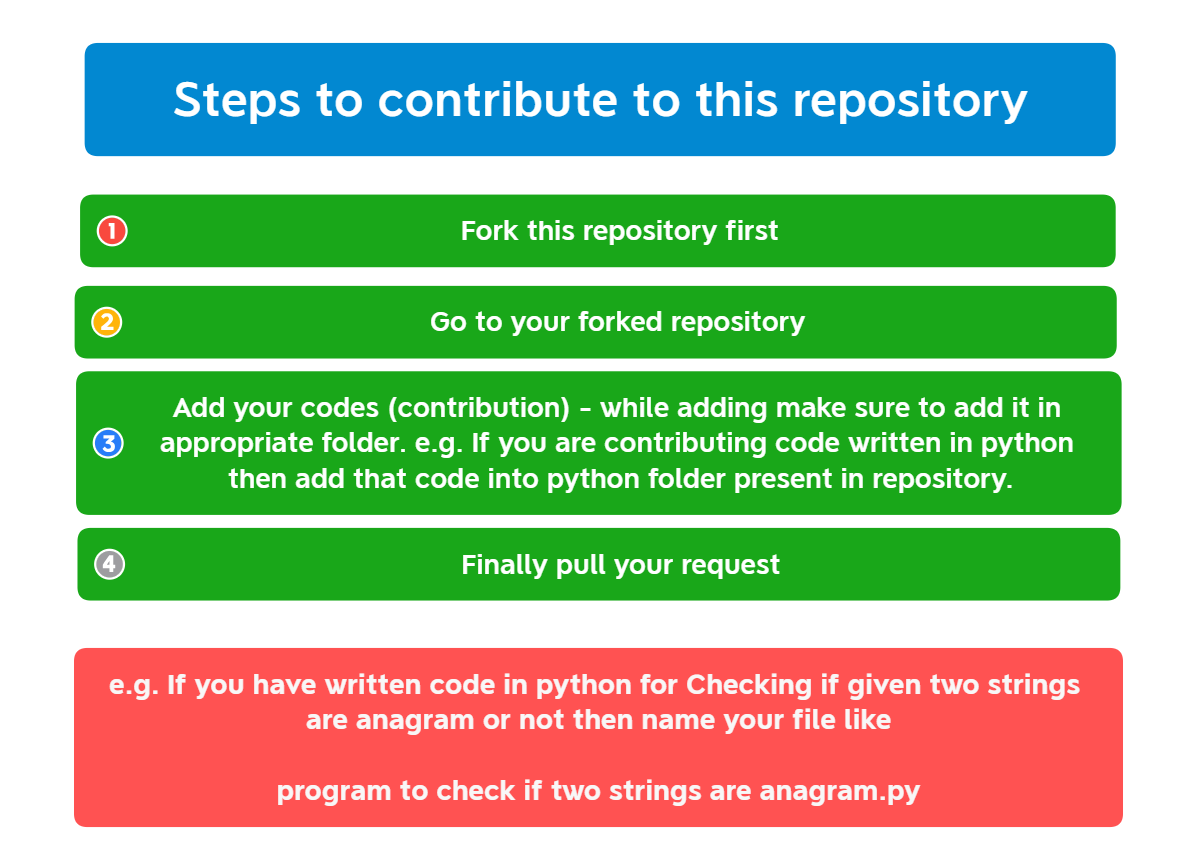 Steps to contribute to this repository
1 Fork this repository first
2 Go to your forked repository
3 Add your codes (contribution) - while adding make sure to add it in
appropriate folder. e.g. If you are contributing code written in python
then add that code into python folder present in repository.
4 Finally pull your request
e.g. If you have written code in python for Checking if given two strings
are anagram or not then name your file like
program to check if two strings are anagram.py